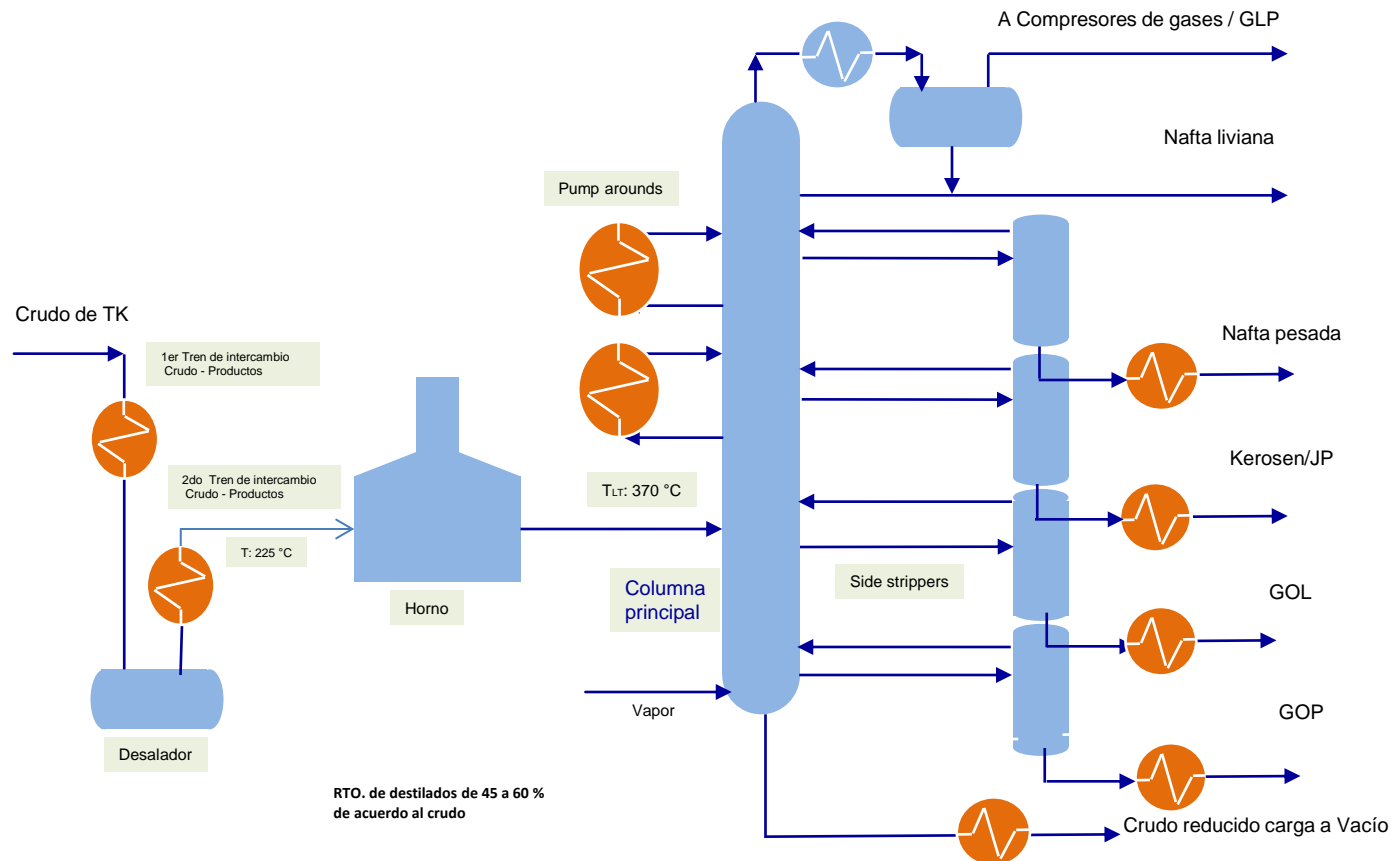 A Compresores de gases / GLP
Nafta liviana
Pump arounds
Crudo de TK
1er Tren de intercambio
Crudo - Productos
Nafta pesada
2do Tren de intercambio
Crudo - Productos
T: 225 °C
TLT: 370 °C
Kerosen/JP
Horno
Columna
principal
Side strippers
GOL
Vapor
GOP
Desalador
RTO. de destilados de 45 a 60 %
de acuerdo al crudo
Crudo reducido carga a Vacío